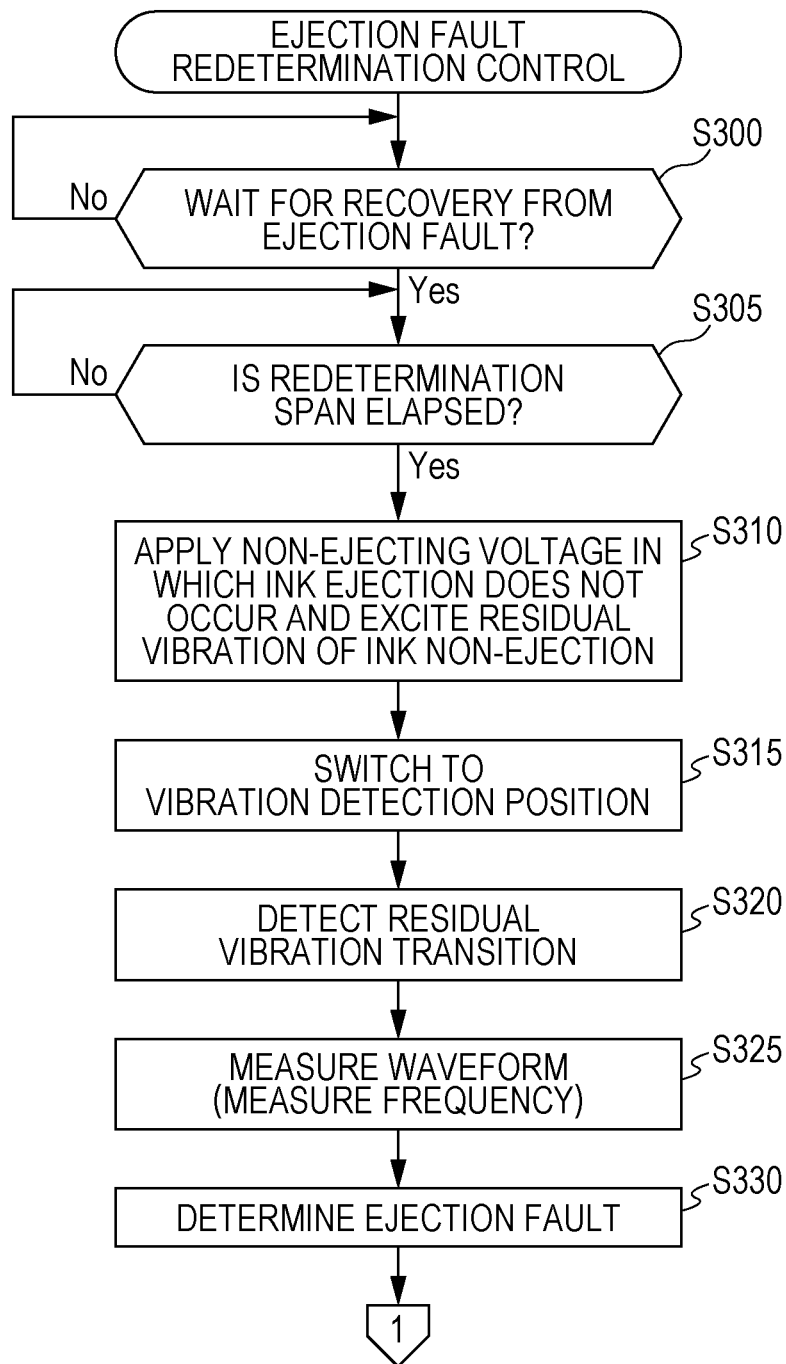 EJECTION FAULT
REDETERMINATION CONTROL
S300
No
WAIT FOR RECOVERY FROM
EJECTION FAULT?
Yes
S305
No
IS REDETERMINATION
SPAN ELAPSED?
Yes
S310
APPLY NON-EJECTING VOLTAGE IN
WHICH INK EJECTION DOES NOT
OCCUR AND EXCITE RESIDUAL
VIBRATION OF INK NON-EJECTION
S315
SWITCH TO
VIBRATION DETECTION POSITION
S320
DETECT RESIDUAL
VIBRATION TRANSITION
S325
MEASURE WAVEFORM
(MEASURE FREQUENCY)
S330
DETERMINE EJECTION FAULT
1